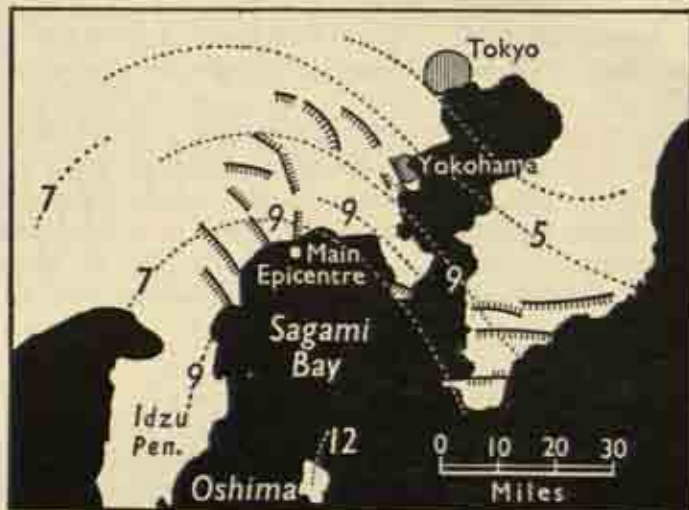 Tokyo
Yokohama
7
9
9
5
Main
Epicentre
7
9
Sagami
Bay
9
Idzu
Pen.
12
Oshima
0 10 20 30
Miles